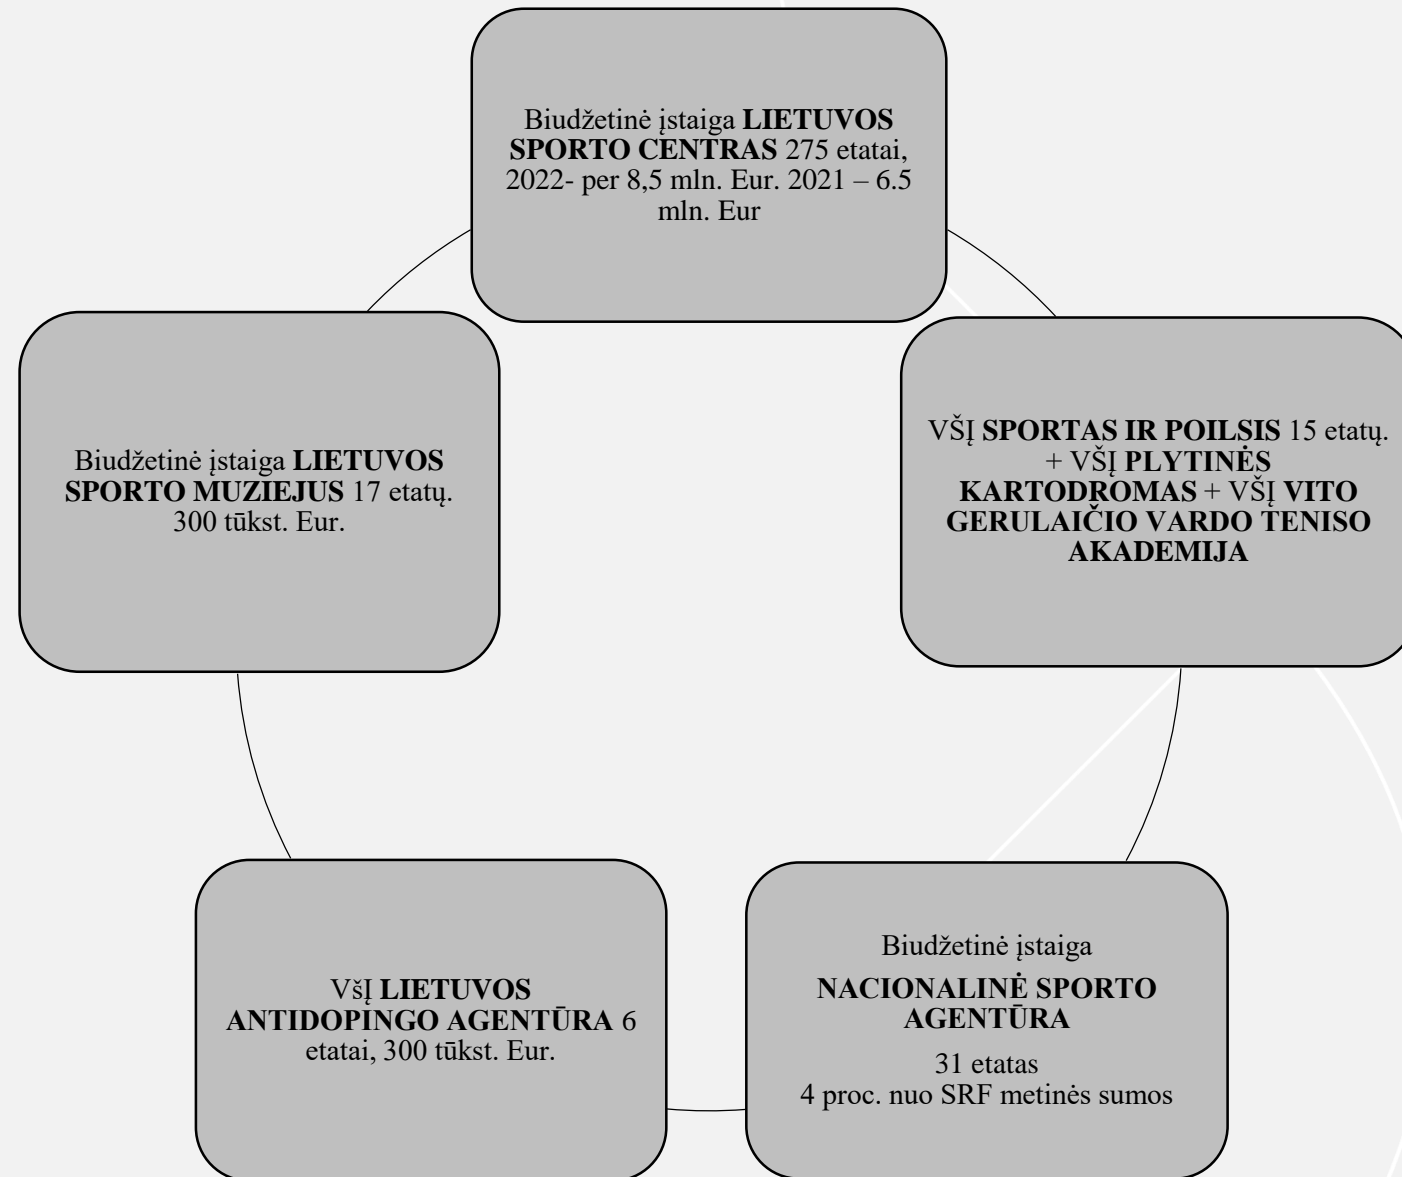 Biudžetinė įstaiga LIETUVOS
SPORTO CENTRAS 275 etatai,
2022- per 8,5 mln. Eur. 2021 – 6.5
mln. Eur
Biudžetinė įstaiga LIETUVOS
SPORTO MUZIEJUS 17 etatų.
300 tūkst. Eur.
VŠĮ SPORTAS IR POILSIS 15 etatų.
+ VŠĮ PLYTINĖS
KARTODROMAS + VŠĮ VITO
GERULAIČIO VARDO TENISO
AKADEMIJA
VšĮ LIETUVOS
ANTIDOPINGO AGENTŪRA 6
etatai, 300 tūkst. Eur.
Biudžetinė įstaiga
NACIONALINĖ SPORTO
AGENTŪRA
31 etatas
4 proc. nuo SRF metinės sumos